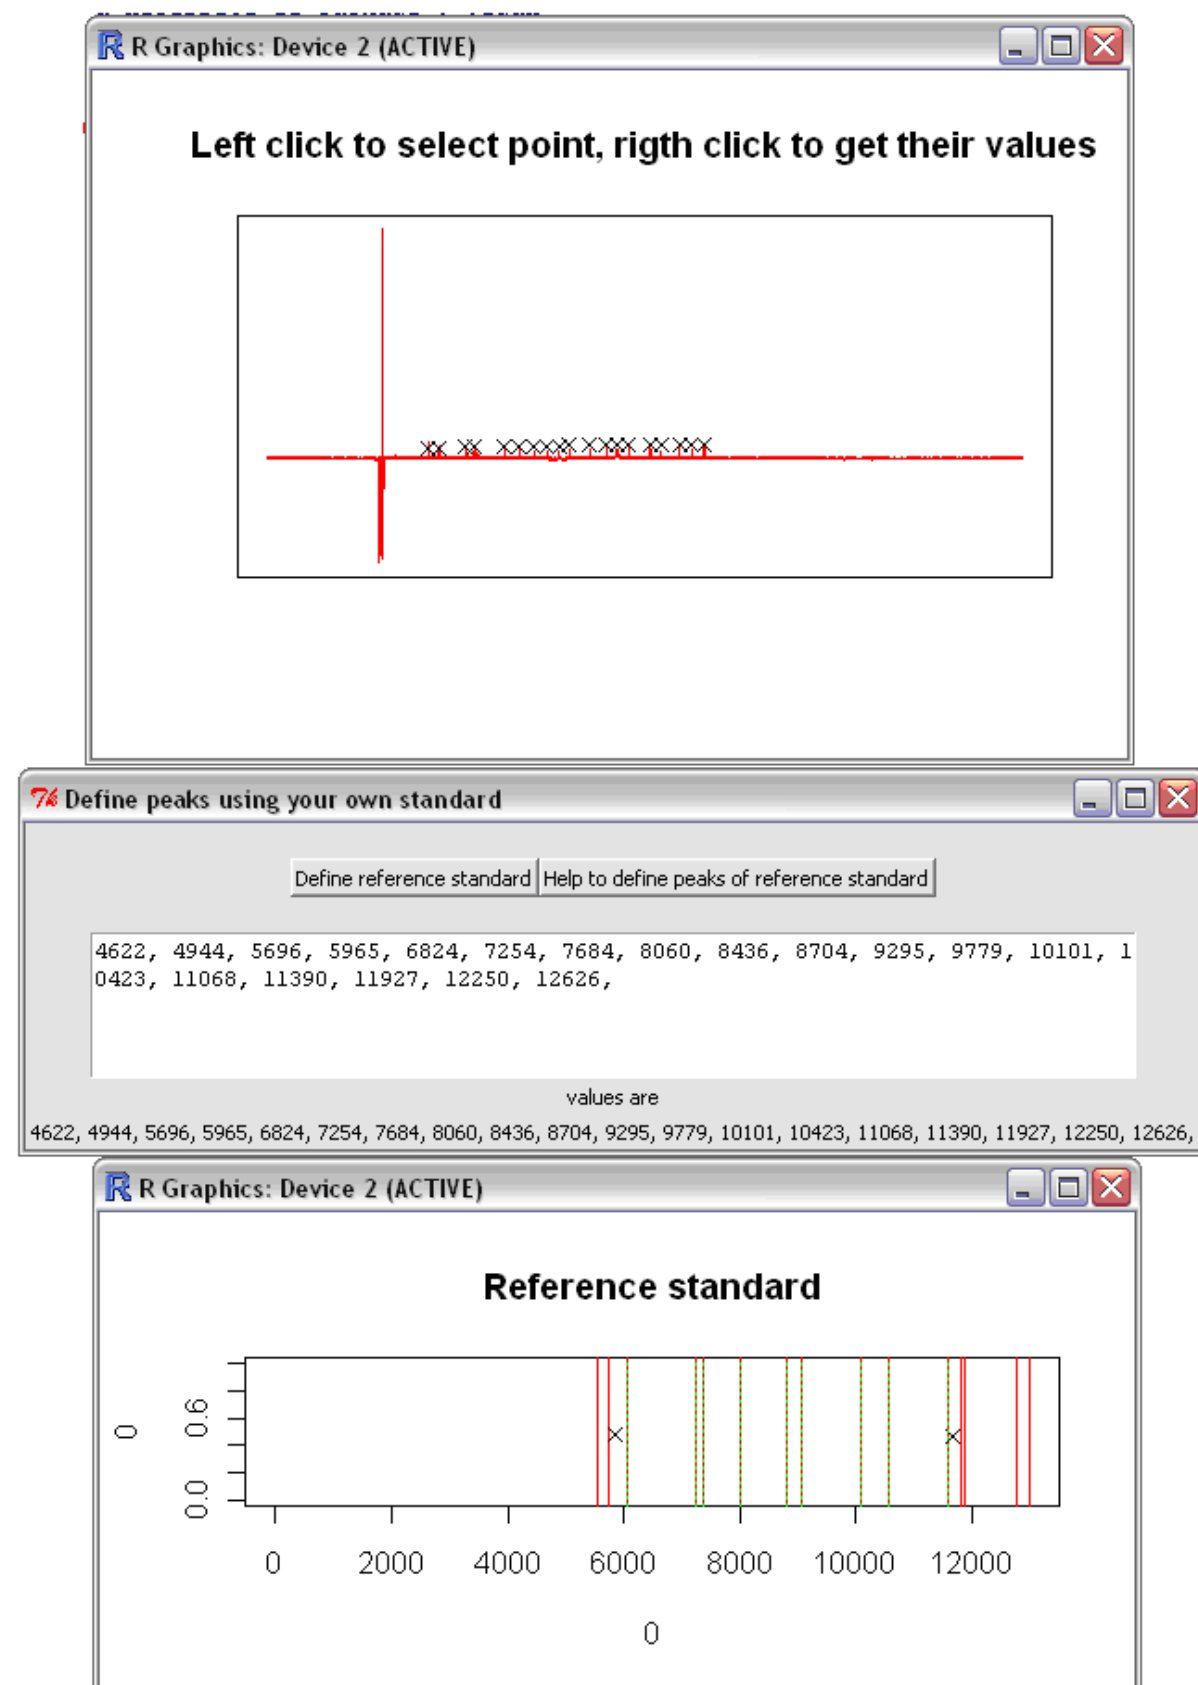 R Graphics: Device 2 (ACTIVE)
Left click to select point, rigth click to get their values
Define peaks using your own standard
Define reference standard Help to define peaks of reference standard
4622, 4944, 5696, 5965, 6824, 7254, 7684, 8060, 8436, 8704, 9295, 9779, 10101, 1
0423, 11068, 11390, 11927, 12250, 12626,
values are
4622, 4944, 5696, 5965, 6824, 7254, 7684, 8060, 8436, 8704, 9295, 9779, 10101, 10423, 11068, 11390, 11927, 12250, 12626,
R Graphics: Device 2 (ACTIVE)
Reference standard
0
0.6
0.0
0 2000 4000 6000 8000 10000 12000
0